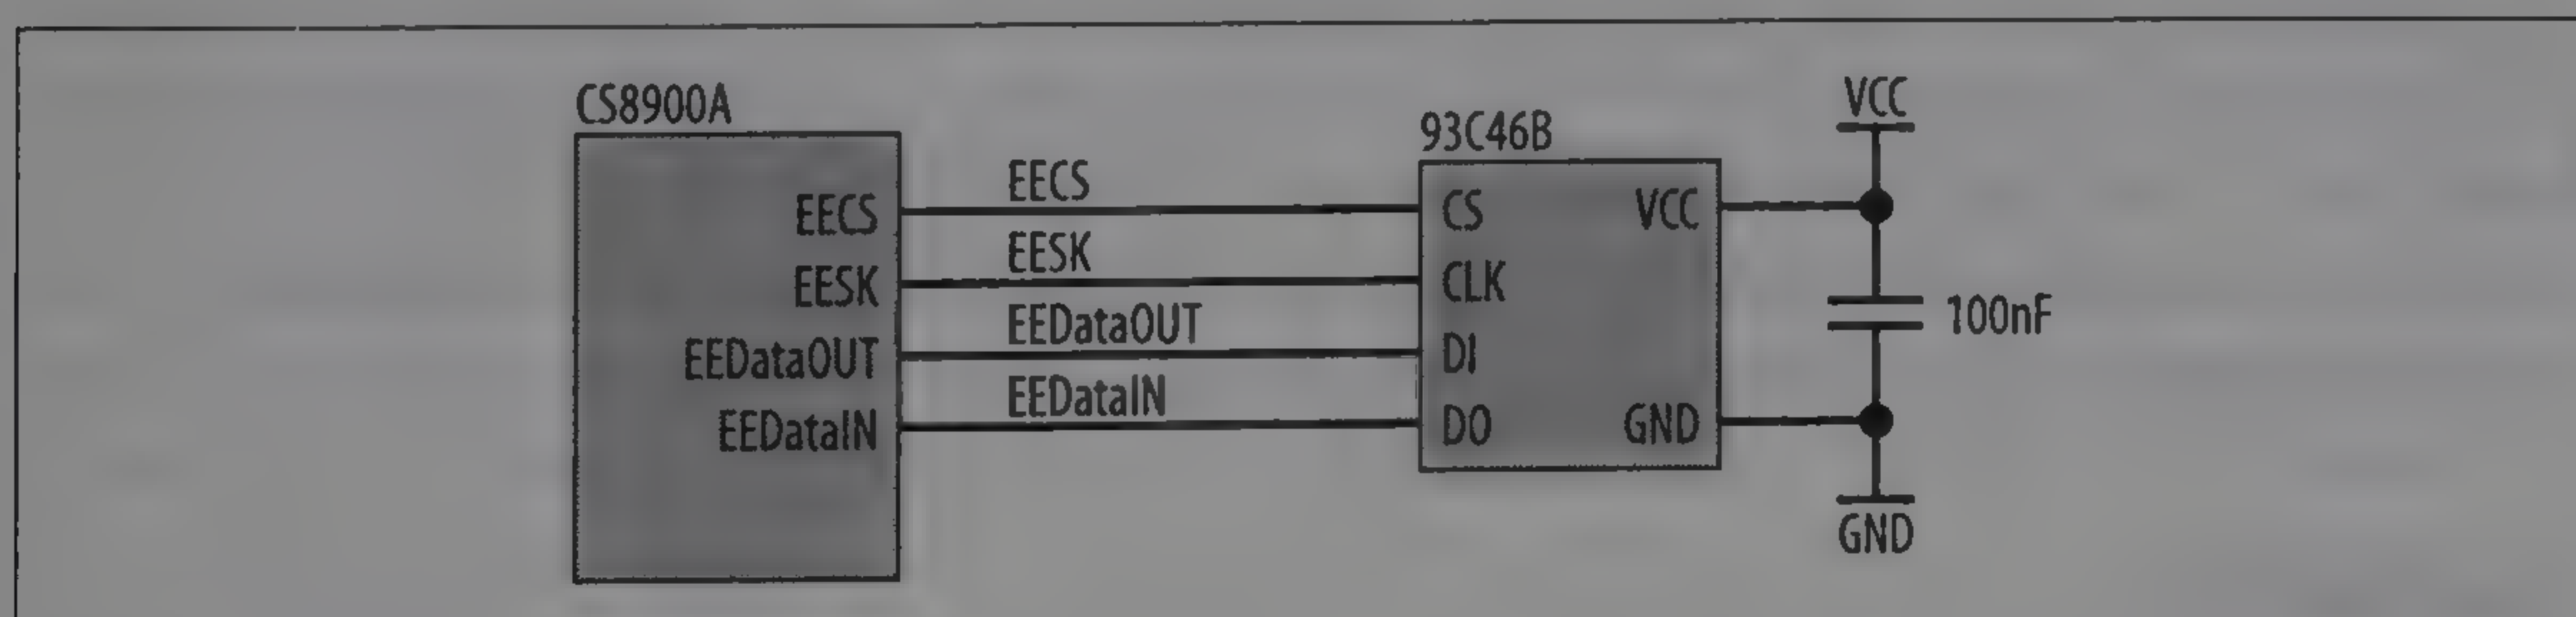 CS8900A
EECS
EESK
EEDataOUT
EEDataIN
EECS
EESK
EEDataOUT
EEDataIN
93C46B
CS
CLK
DI
DO
VCC
GND
VCC
100nF
GND